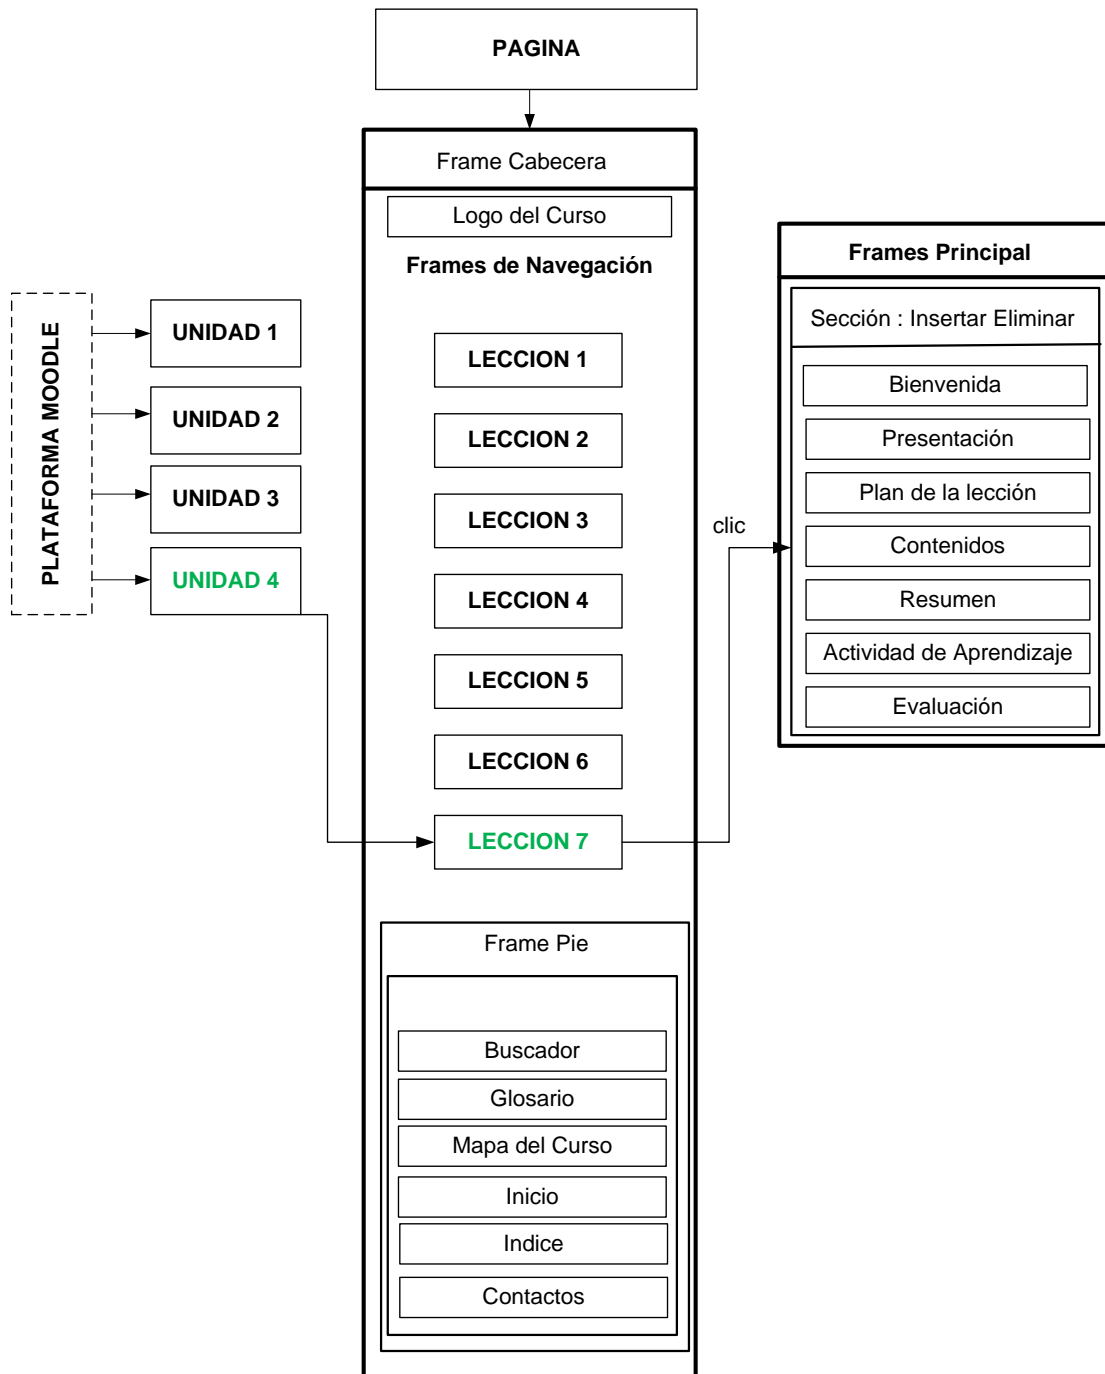 PAGINA
Frame Cabecera
Logo del Curso
Frames de Navegación
PLATAFORMA MOODLE
UNIDAD 1
UNIDAD 2
UNIDAD 3
UNIDAD 4
LECCION 1
LECCION 2
LECCION 3
LECCION 4
LECCION 5
LECCION 6
LECCION 7
clic
Frames Principal
Sección : Insertar Eliminar
Bienvenida
Presentación
Plan de la lección
Contenidos
Resumen
Actividad de Aprendizaje
Evaluación
Frame Pie
Buscador
Glosario
Mapa del Curso
Inicio
Indice
Contactos